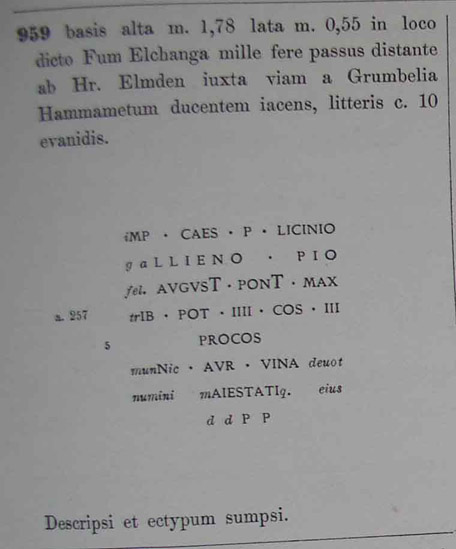 959 basis alta m. 1,78 lata m. 0,55 in loco
dicto Fum Elchanga mille fere passus distante
ab Hr. Elmden iuxta viam a Grumbelia
Hammametum ducentem iacens, litteris c. 10
evanidis.
iMP · CAES · P · LICINIO
gaLLIENO · PIO
fel. AVGVST · PONT · MAX
a. 257 trIB · POT · IIII · COS · III
5 PROCOS
munNic · AVR · VINA deuot
numini mAIESTATIq. eius
d d P P
Descripsi et ectypum sumpsi.